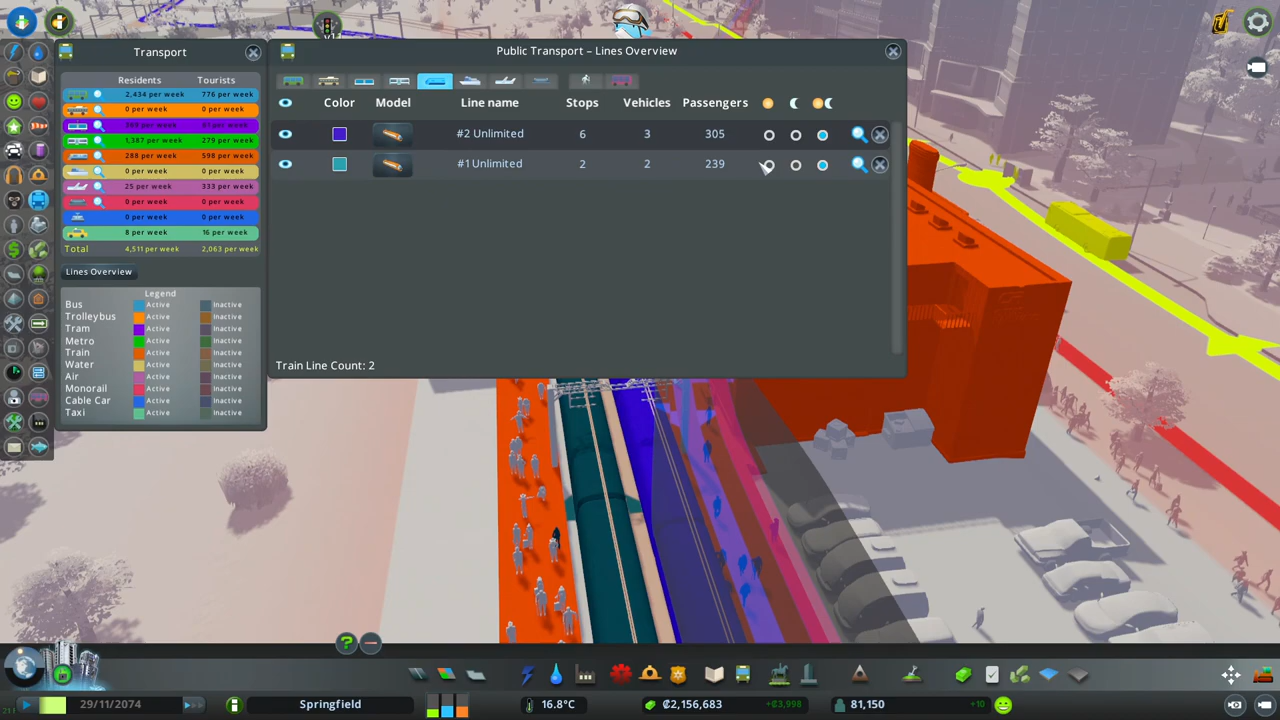 Transport
Residents Tourists
2,434 per week 776 per week
0 per week 0 per week
1,387 per week 279 per week
288 per week 598 per week
0 per week 0 per week
25 per week 333 per week
0 per week 0 per week
0 per week 0 per week
8 per week 16 per week
Total 4,511 per week 2,063 per week
Lines Overview
Legend
Bus Active Inactive
Trolleybus Active Inactive
Tram Active Inactive
Metro Active Inactive
Train Active Inactive
Water Active Inactive
Air Active Inactive
Monorail Active Inactive
Cable Car Active Inactive
Taxi Active Inactive
Public Transport – Lines Overview
Color Model Line name Stops Vehicles Passengers
#2 Unlimited 6 3 305
#1 Unlimited 2 2 239
Train Line Count: 2
29/11/2074 Springfield 16.8°C ₡2,156,683 +₡3,998 81,150 +10